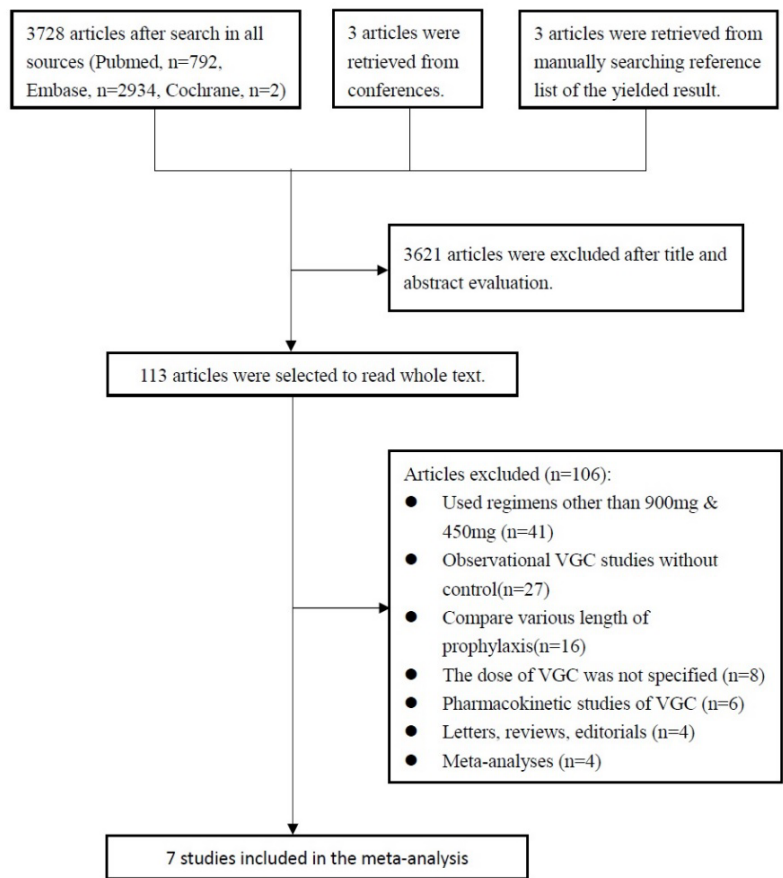 3728 articles after search in all
sources (Pubmed, n=792,
Embase, n=2934, Cochrane, n=2)
3 articles were
retrieved from
conferences.
3 articles were retrieved from
manually searching reference
list of the yielded result.
3621 articles were excluded after title and
abstract evaluation.
113 articles were selected to read whole text.
Articles excluded (n=106):
● Used regimens other than 900mg &
450mg (n=41)
● Observational VGC studies without
control(n=27)
● Compare various length of
prophylaxis(n=16)
● The dose of VGC was not specified (n=8)
● Pharmacokinetic studies of VGC (n=6)
● Letters, reviews, editorials (n=4)
● Meta-analyses (n=4)
7 studies included in the meta-analysis